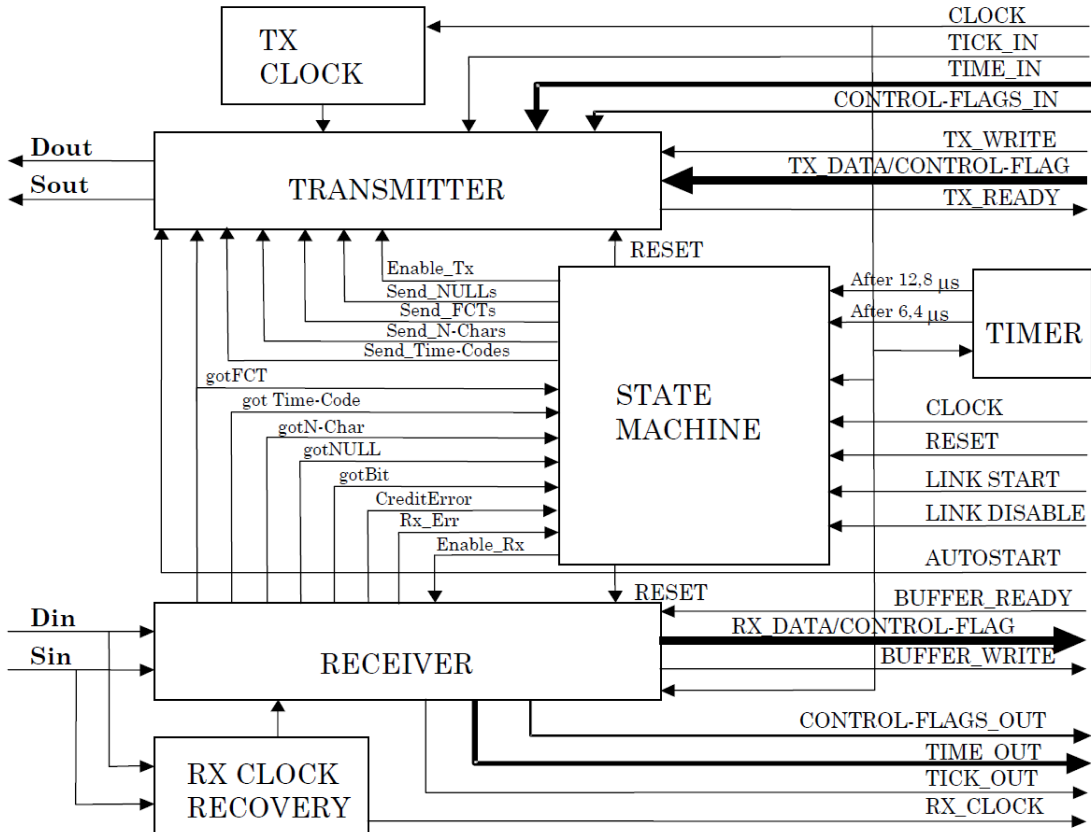 TX
CLOCK
CLOCK
TICK_IN
TIME_IN
CONTROL-FLAGS_IN
Dout
Sout
TRANSMITTER
TX_WRITE
TX_DATA/CONTROL-FLAG
TX_READY
RESET
Enable_Tx
Send_NULLs
Send_FCTs
Send_N-Chars
Send_Time-Codes
After 12,8 μs
After 6,4 μs
TIMER
gotFCT
got Time-Code
gotN-Char
gotNULL
gotBit
CreditError
Rx_Err
Enable_Rx
STATE
MACHINE
CLOCK
RESET
LINK START
LINK DISABLE
AUTOSTART
RESET
Din
Sin
RECEIVER
BUFFER_READY
RX_DATA/CONTROL-FLAG
BUFFER_WRITE
RX CLOCK
RECOVERY
CONTROL-FLAGS_OUT
TIME_OUT
TICK_OUT
RX_CLOCK